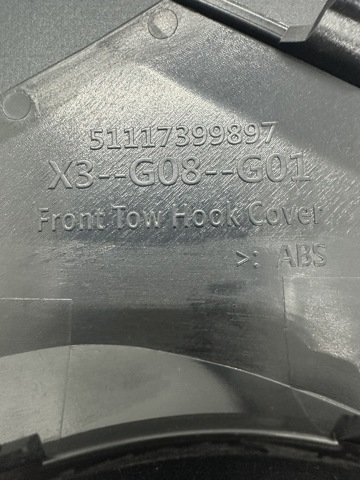 51117399897
X3--G08--G01
Front Tow Hook Cover
>: ABS